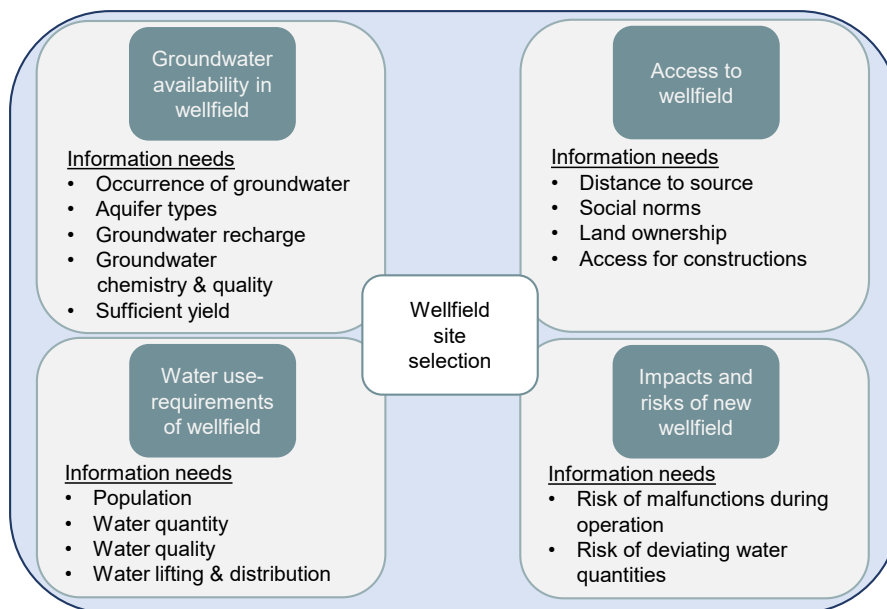 Groundwater
availability in
wellfield
Information needs
• Occurrence of groundwater
• Aquifer types
• Groundwater recharge
• Groundwater
chemistry & quality
• Sufficient yield
Access to
wellfield
Information needs
• Distance to source
• Social norms
• Land ownership
• Access for constructions
Wellfield
site
selection
Water use-
requirements
of wellfield
Information needs
• Population
• Water quantity
• Water quality
• Water lifting & distribution
Impacts and
risks of new
wellfield
Information needs
• Risk of malfunctions during
operation
• Risk of deviating water
quantities